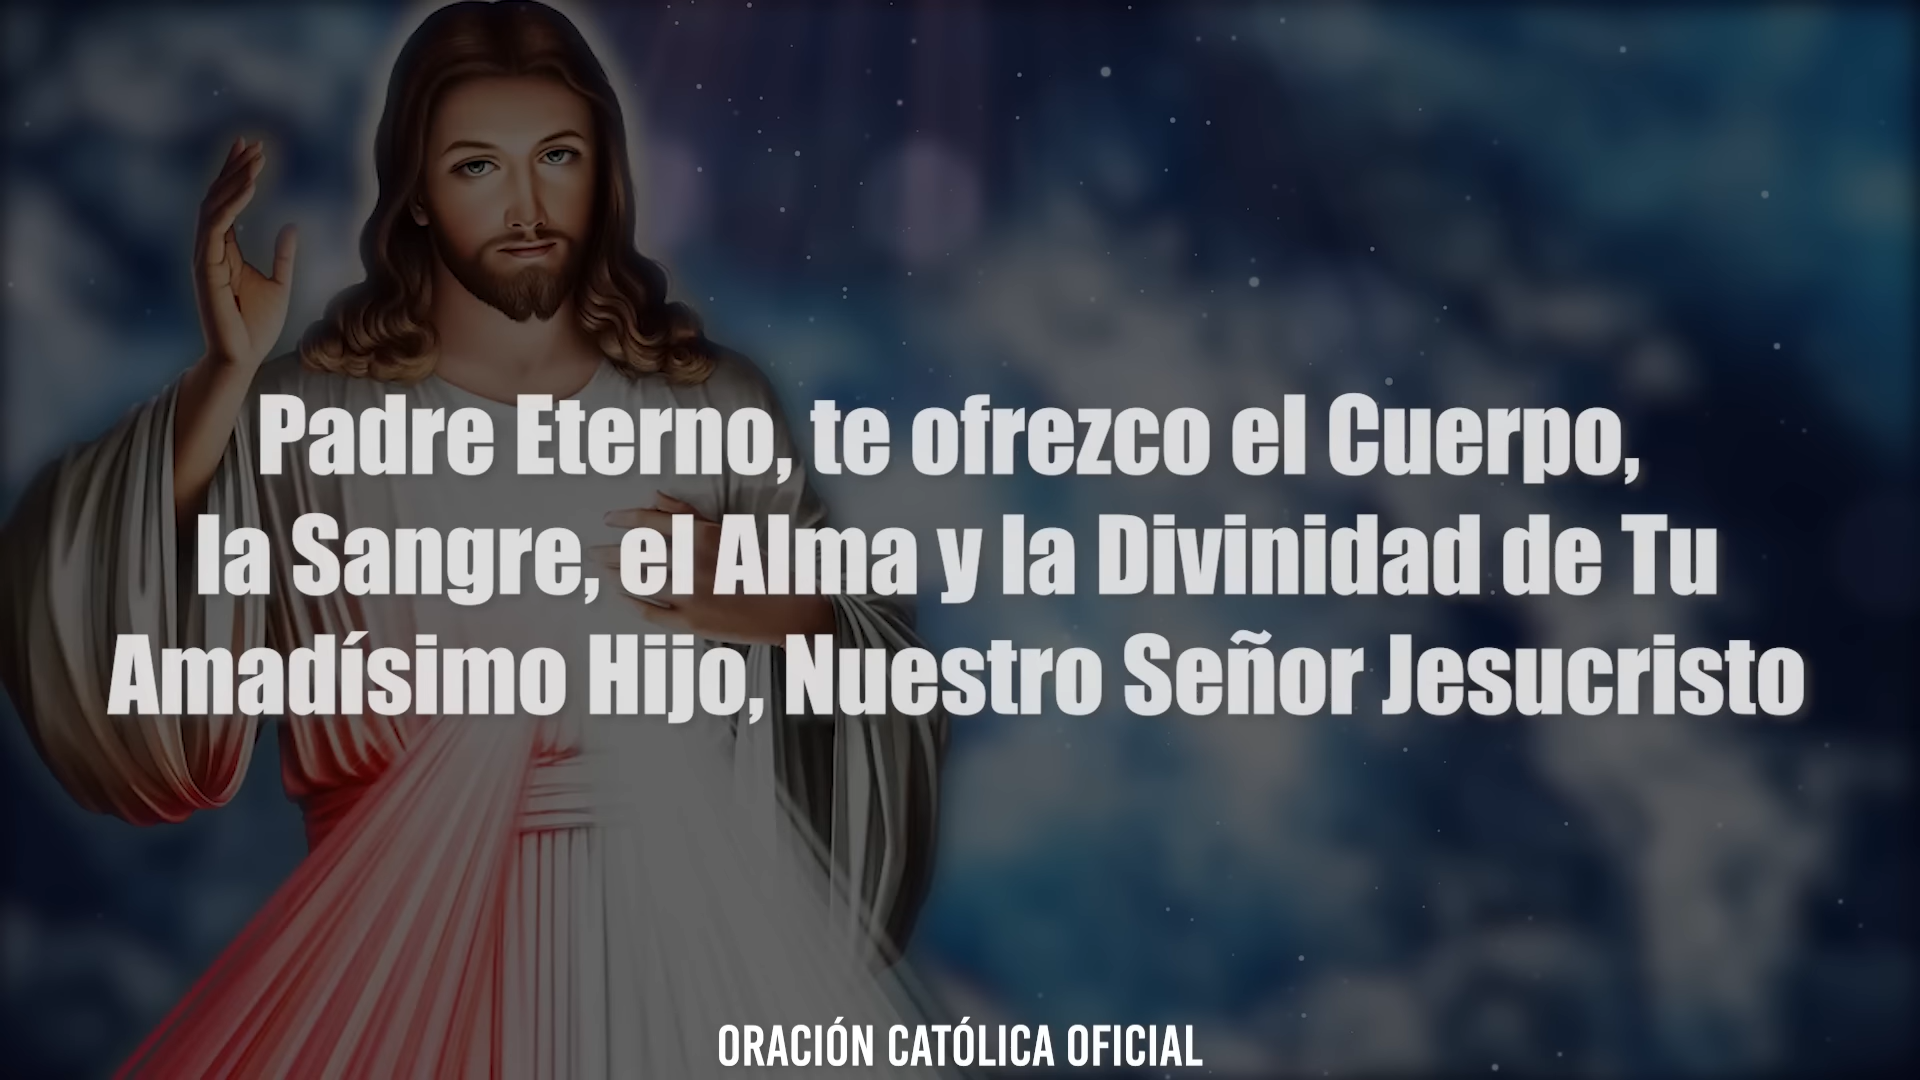 Padre Eterno, te ofrezco el Cuerpo,
la Sangre, el Alma y la Divinidad de Tu
Amadísimo Hijo, Nuestro Señor Jesucristo
ORACIÓN CATÓLICA OFICIAL